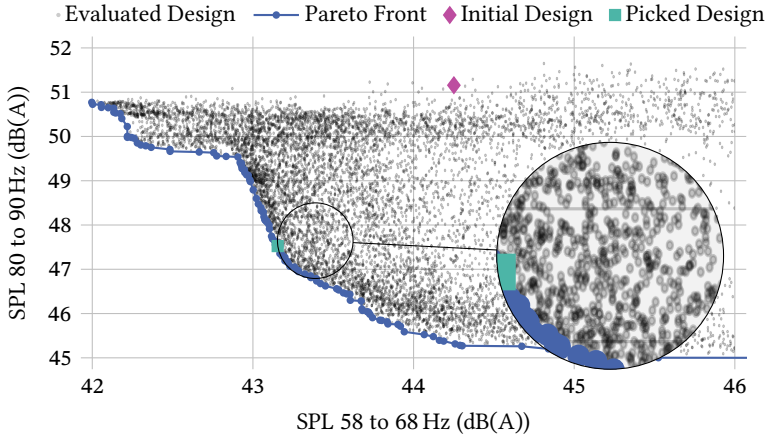 Evaluated Design Pareto Front Initial Design Picked Design
52
51
50
49
48
47
46
45
SPL 80 to 90 Hz (dB(A))
42 43 44 45 46
SPL 58 to 68 Hz (dB(A))